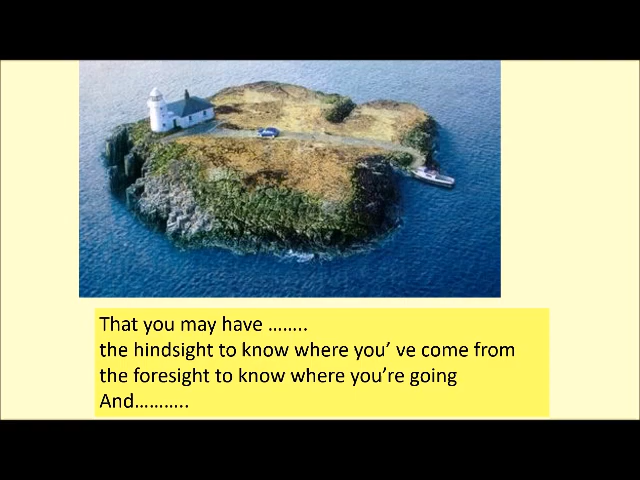 That you may have ……..
the hindsight to know where you’ ve come from
the foresight to know where you’re going
And………..